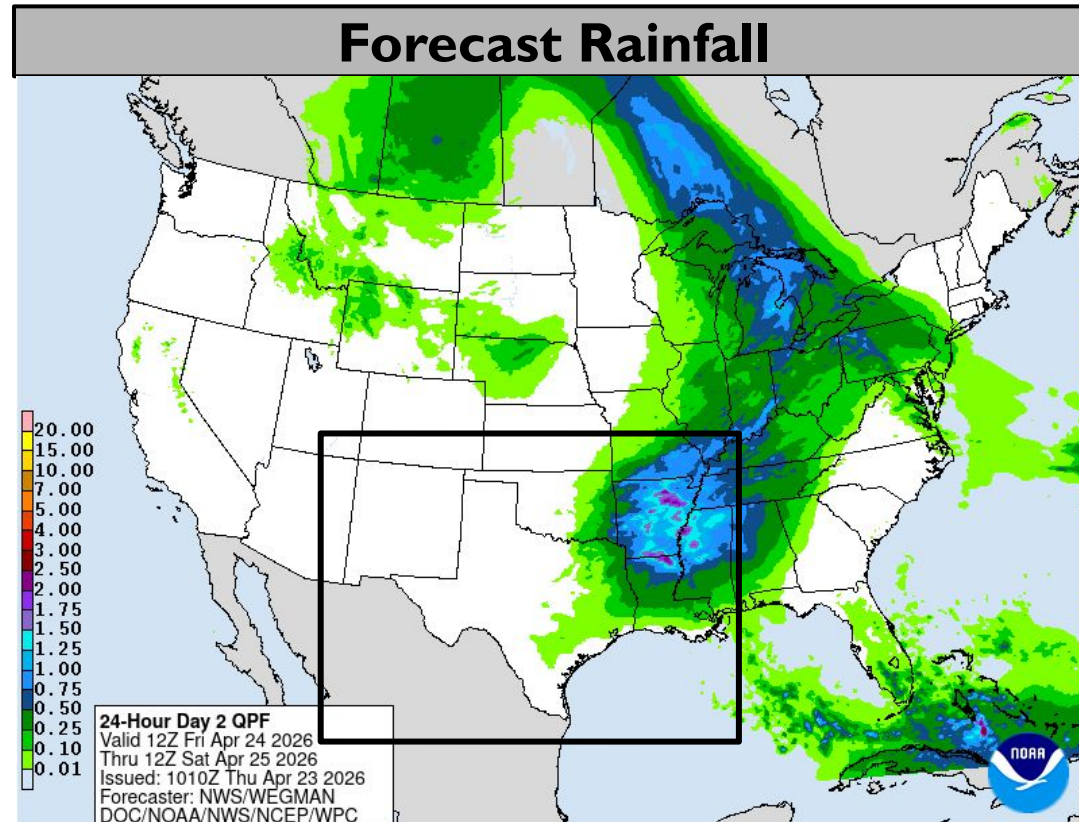 Forecast Rainfall
20.00
15.00
10.00
7.00
5.00
4.00
3.00
2.50
2.00
1.75
1.50
1.25
1.00
0.75
0.50
0.25
0.10
0.01
24-Hour Day 2 QPF
Valid 12Z Fri Apr 24 2026
Thru 12Z Sat Apr 25 2026
Issued: 1010Z Thu Apr 23 2026
Forecaster: NWS/WEGMAN
DOC/NOAA/NWS/NCEP/WPC
NOAA